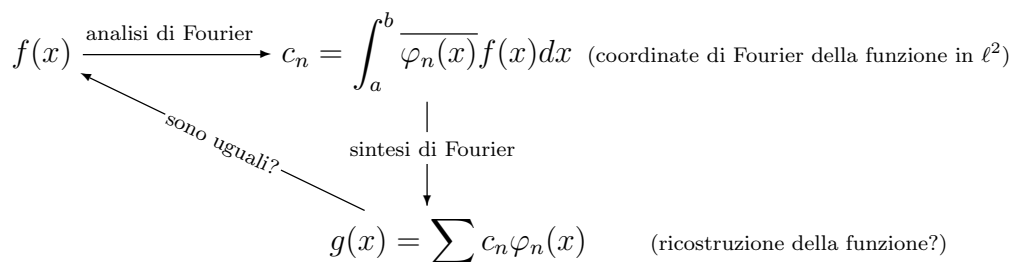 analisi di Fourier
f(x) c_n = ∫_a^b \overline{φ_n(x)} f(x)dx (coordinate di Fourier della funzione in ℓ²)
sono uguali?
sintesi di Fourier
g(x) = ∑ c_n φ_n(x) (ricostruzione della funzione?)